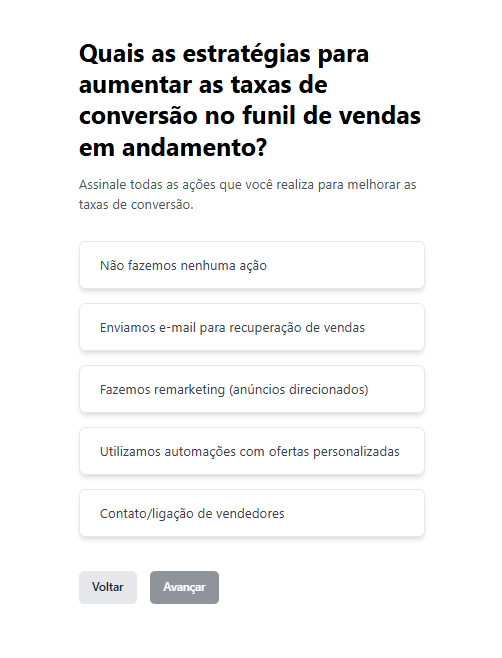 Quais as estratégias para
aumentar as taxas de
conversão no funil de vendas
em andamento?
Assinale todas as ações que você realiza para melhorar as
taxas de conversão.
Não fazemos nenhuma ação
Enviamos e-mail para recuperação de vendas
Fazemos remarketing (anúncios direcionados)
Utilizamos automações com ofertas personalizadas
Contato/ligação de vendedores
Voltar
Avançar